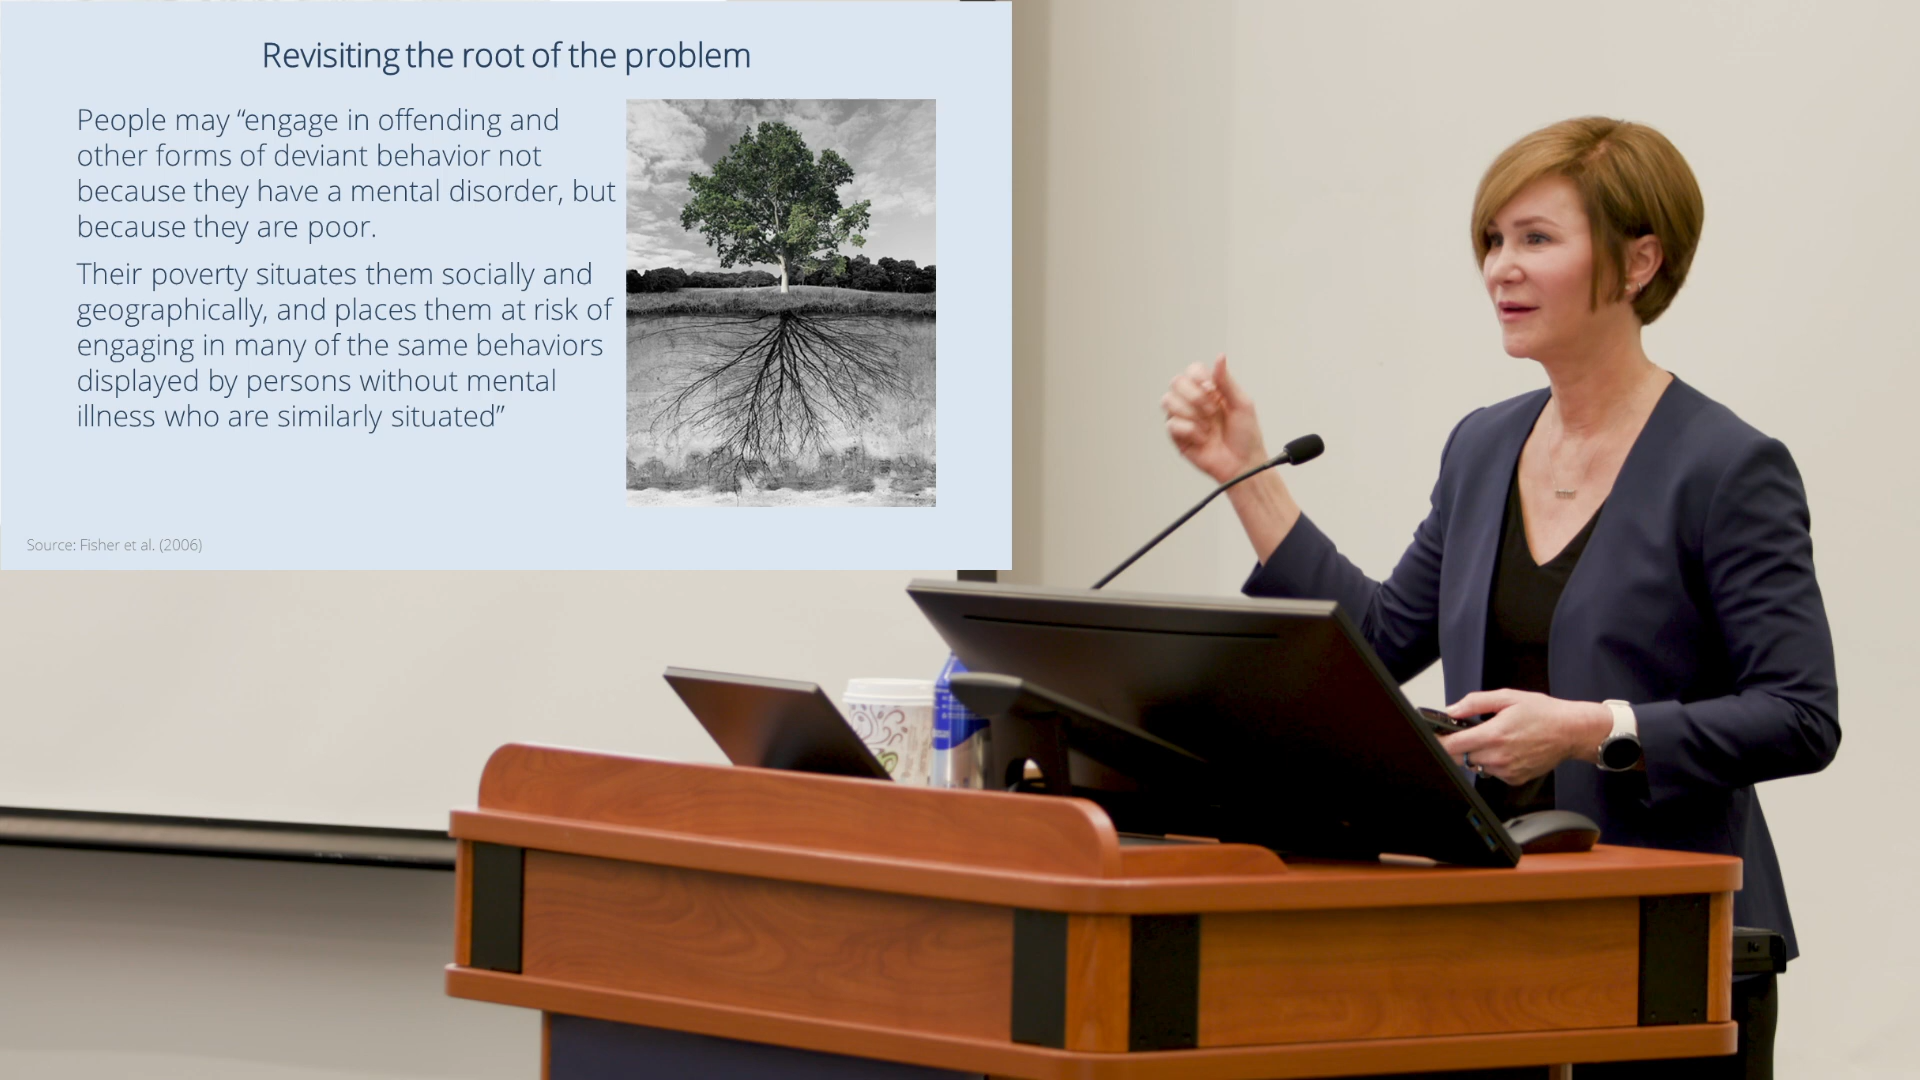 Revisiting the root of the problem
People may “engage in offending and
other forms of deviant behavior not
because they have a mental disorder, but
because they are poor.
Their poverty situates them socially and
geographically, and places them at risk of
engaging in many of the same behaviors
displayed by persons without mental
illness who are similarly situated”
Source: Fisher et al. (2006)